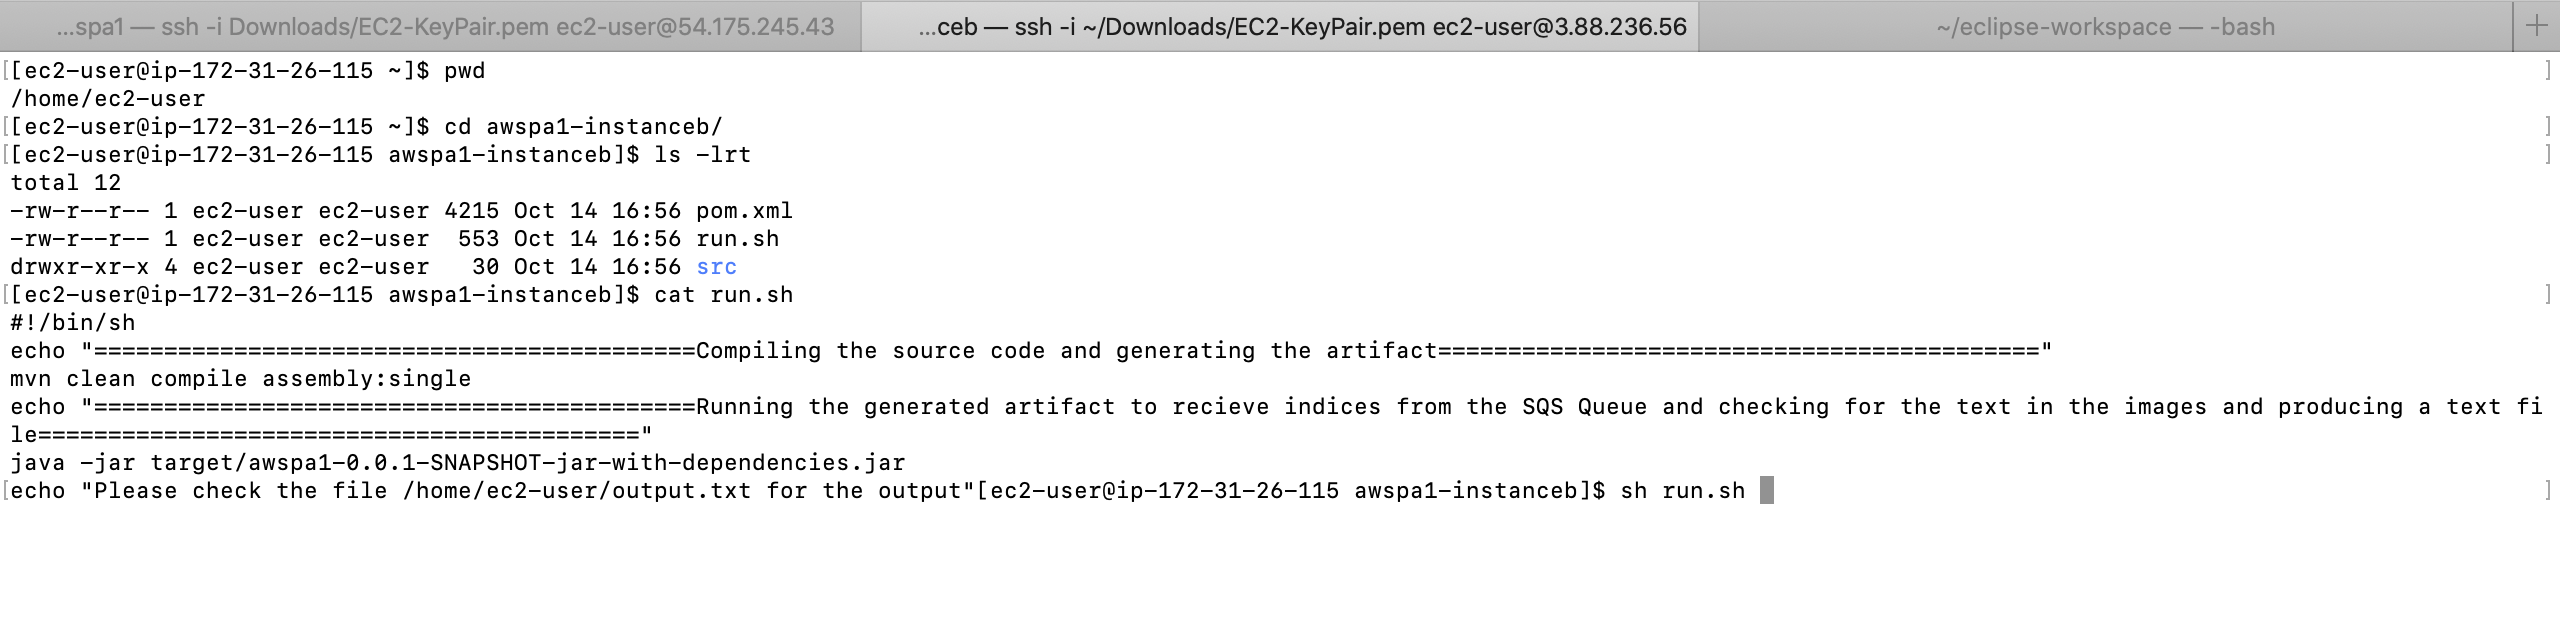 ...spa1 — ssh -i Downloads/EC2-KeyPair.pem ec2-user@54.175.245.43
...ceb — ssh -i ~/Downloads/EC2-KeyPair.pem ec2-user@3.88.236.56
~/eclipse-workspace — -bash
+
[[ec2-user@ip-172-31-26-115 ~]$ pwd ]
/home/ec2-user
[[ec2-user@ip-172-31-26-115 ~]$ cd awspa1-instanceb/ ]
[[ec2-user@ip-172-31-26-115 awspa1-instanceb]$ ls -lrt ]
total 12
-rw-r--r-- 1 ec2-user ec2-user 4215 Oct 14 16:56 pom.xml
-rw-r--r-- 1 ec2-user ec2-user  553 Oct 14 16:56 run.sh
drwxr-xr-x 4 ec2-user ec2-user   30 Oct 14 16:56 src
[[ec2-user@ip-172-31-26-115 awspa1-instanceb]$ cat run.sh ]
#!/bin/sh
echo "===========================================Compiling the source code and generating the artifact==========================================="
mvn clean compile assembly:single
echo "===========================================Running the generated artifact to recieve indices from the SQS Queue and checking for the text in the images and producing a text fi
le==========================================="
java -jar target/awspa1-0.0.1-SNAPSHOT-jar-with-dependencies.jar
[echo "Please check the file /home/ec2-user/output.txt for the output"[ec2-user@ip-172-31-26-115 awspa1-instanceb]$ sh run.sh ]